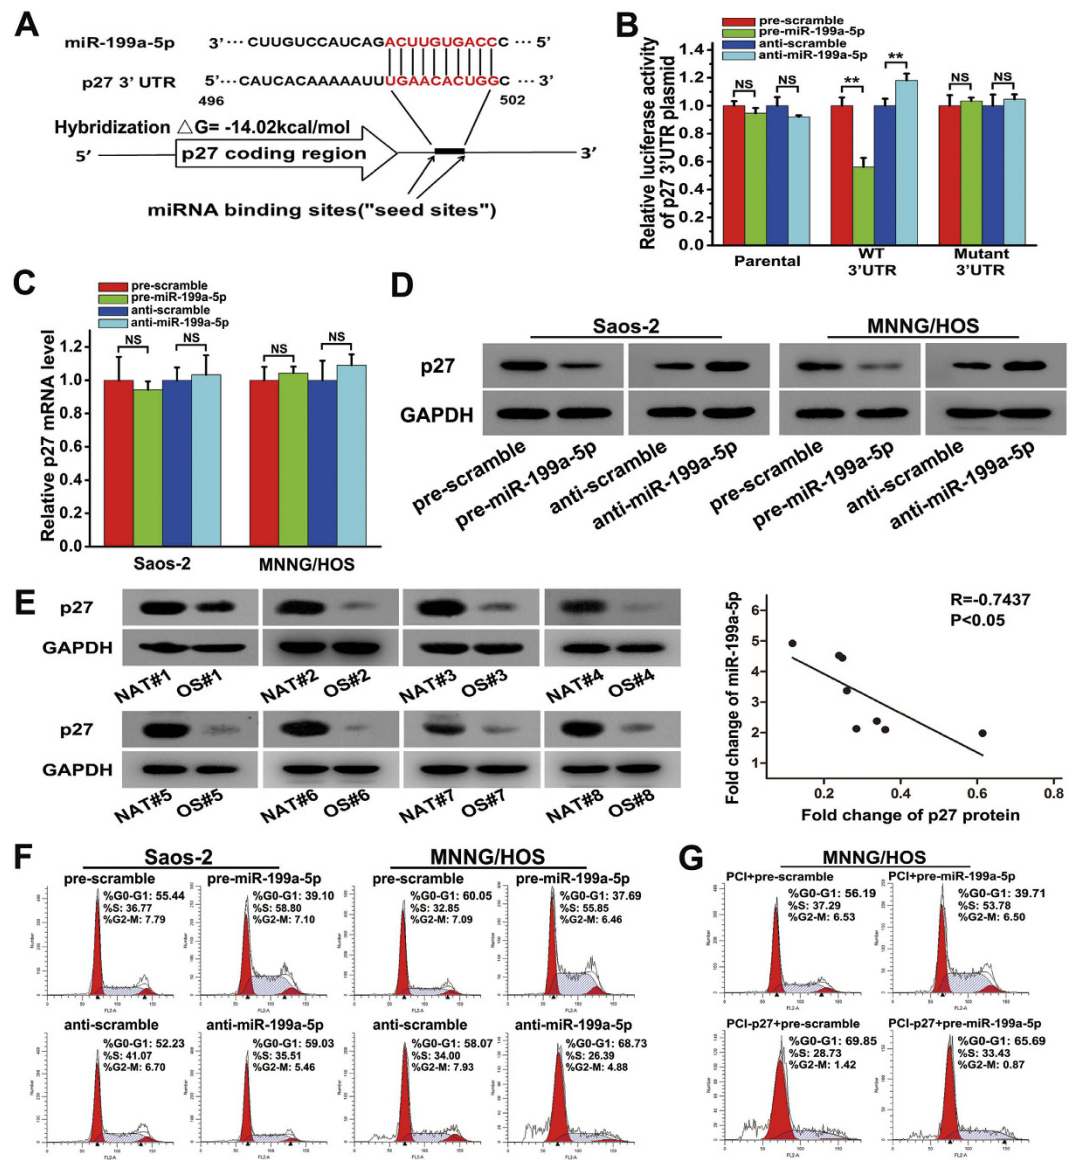 A
miR-199a-5p
3' ··· CUUGUCCAUCAGACUUGUGACCC ··· 5'
p27 3' UTR
5'··· CAUCACAAAAAUUUGAACACUGGC ··· 3'
496
502
Hybridization △G= -14.02kcal/mol
5'
p27 coding region
3'
miRNA binding sites("seed sites")
B
pre-scramble
pre-miR-199a-5p
anti-scramble
anti-miR-199a-5p
Relative luciferase activity
of p27 3'UTR plasmid
1.4
1.2
1.0
0.8
0.6
0.4
0.2
0.0
NS
NS
**
**
NS
NS
Parental
WT
3'UTR
Mutant
3'UTR
C
pre-scramble
pre-miR-199a-5p
anti-scramble
anti-miR-199a-5p
Relative p27 mRNA level
1.2
1.0
0.8
0.6
0.4
0.2
0.0
NS
NS
NS
NS
Saos-2
MNNG/HOS
D
Saos-2
MNNG/HOS
p27
GAPDH
pre-scramble
pre-miR-199a-5p
anti-scramble
anti-miR-199a-5p
pre-scramble
pre-miR-199a-5p
anti-scramble
anti-miR-199a-5p
E
p27
GAPDH
NAT#1 OS#1 NAT#2 OS#2 NAT#3 OS#3 NAT#4 OS#4
p27
GAPDH
NAT#5 OS#5 NAT#6 OS#6 NAT#7 OS#7 NAT#8 OS#8
Fold change of miR-199a-5p
6
5
4
3
2
1
R=-0.7437
P<0.05
0.2 0.4 0.6 0.8
Fold change of p27 protein
F
Saos-2
MNNG/HOS
pre-scramble
%G0-G1: 55.44
%S: 36.77
%G2-M: 7.79
pre-miR-199a-5p
%G0-G1: 39.10
%S: 58.80
%G2-M: 7.10
pre-scramble
%G0-G1: 60.05
%S: 32.85
%G2-M: 7.09
pre-miR-199a-5p
%G0-G1: 37.69
%S: 55.85
%G2-M: 6.46
anti-scramble
%G0-G1: 52.23
%S: 41.07
%G2-M: 6.70
anti-miR-199a-5p
%G0-G1: 59.03
%S: 35.51
%G2-M: 5.46
anti-scramble
%G0-G1: 58.07
%S: 34.00
%G2-M: 7.93
anti-miR-199a-5p
%G0-G1: 68.73
%S: 26.39
%G2-M: 4.88
G
MNNG/HOS
PCI+pre-scramble
%G0-G1: 56.19
%S: 37.29
%G2-M: 6.53
PCI+pre-miR-199a-5p
%G0-G1: 39.71
%S: 53.78
%G2-M: 6.50
PCI-p27+pre-scramble
%G0-G1: 69.85
%S: 28.73
%G2-M: 1.42
PCI-p27+pre-miR-199a-5p
%G0-G1: 65.69
%S: 33.43
%G2-M: 0.87